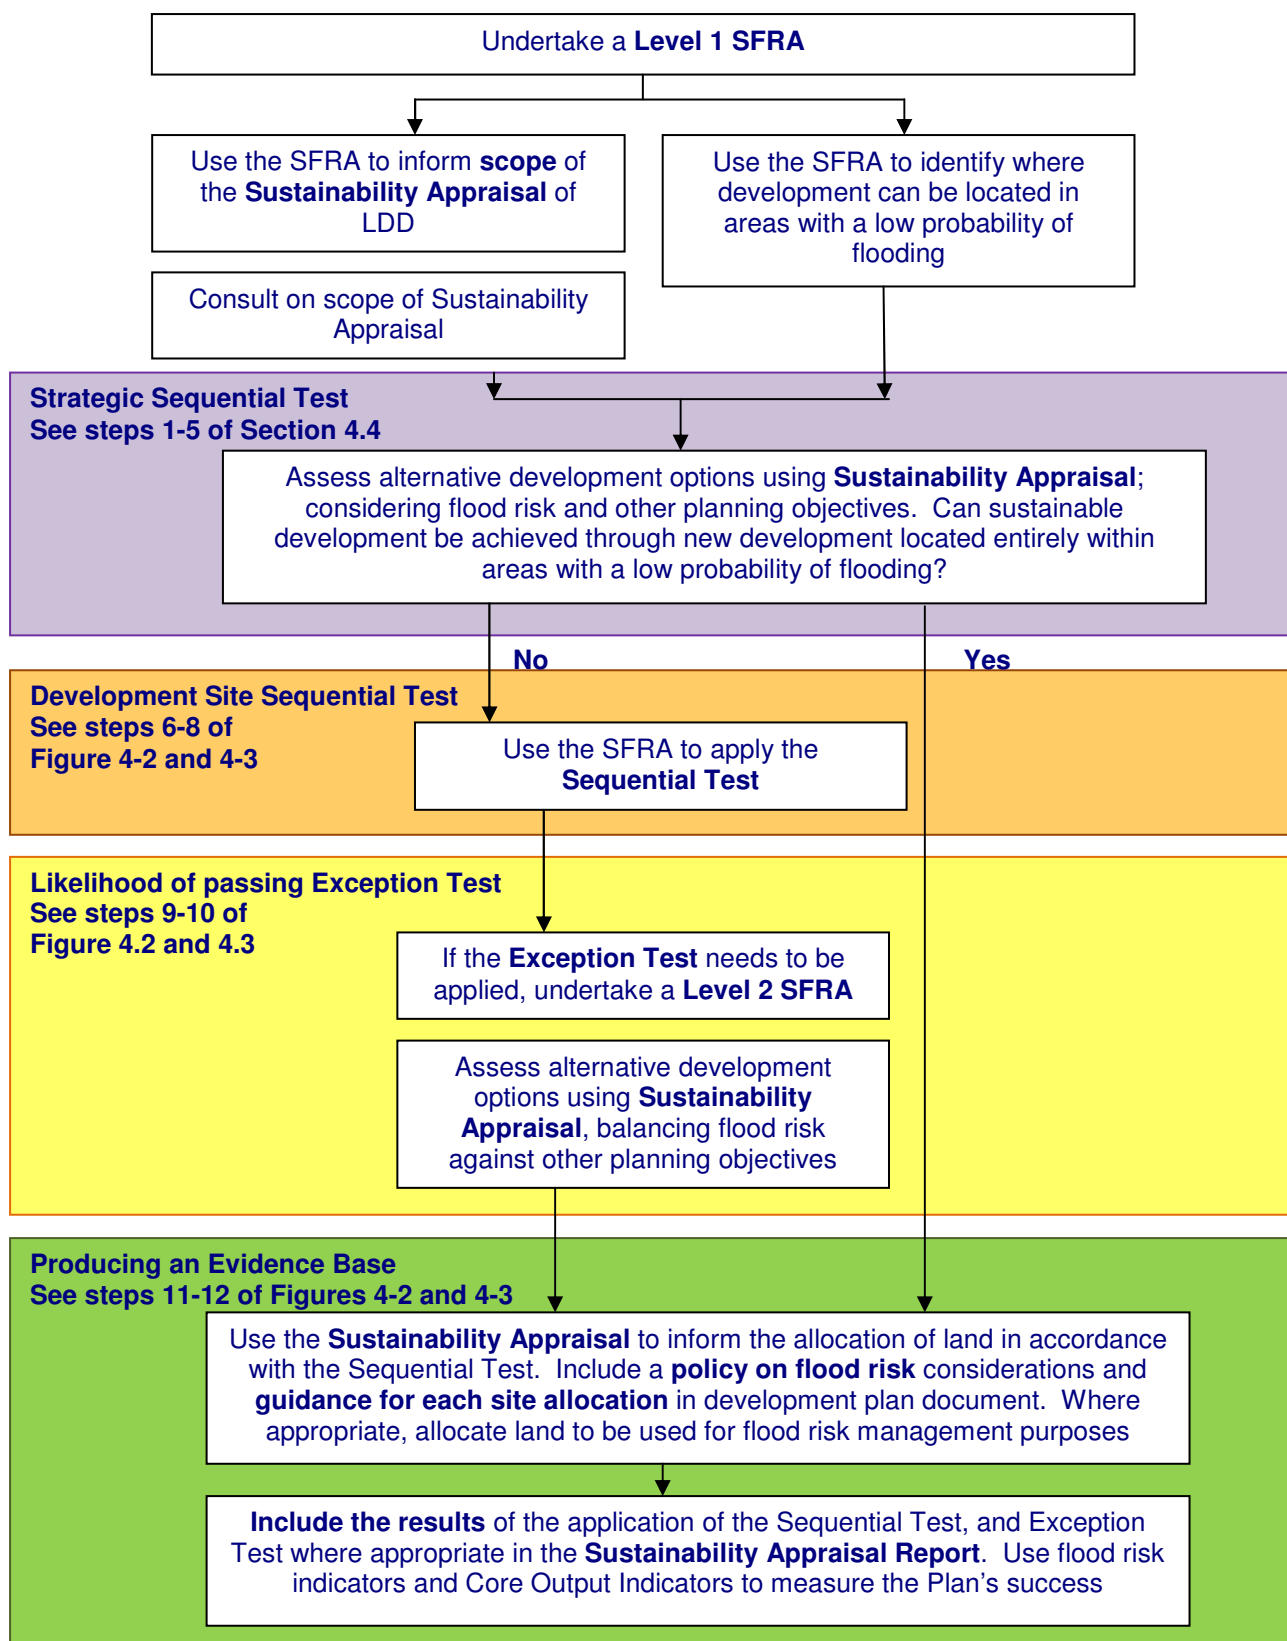 Undertake a Level 1 SFRA
Use the SFRA to inform scope of
the Sustainability Appraisal of
LDD
Use the SFRA to identify where
development can be located in
areas with a low probability of
flooding
Consult on scope of Sustainability
Appraisal
Strategic Sequential Test
See steps 1-5 of Section 4.4
Assess alternative development options using Sustainability Appraisal;
considering flood risk and other planning objectives.  Can sustainable
development be achieved through new development located entirely within
areas with a low probability of flooding?
No
Yes
Development Site Sequential Test
See steps 6-8 of
Figure 4-2 and 4-3
Use the SFRA to apply the
Sequential Test
Likelihood of passing Exception Test
See steps 9-10 of
Figure 4.2 and 4.3
If the Exception Test needs to be
applied, undertake a Level 2 SFRA
Assess alternative development
options using Sustainability
Appraisal, balancing flood risk
against other planning objectives
Producing an Evidence Base
See steps 11-12 of Figures 4-2 and 4-3
Use the Sustainability Appraisal to inform the allocation of land in accordance
with the Sequential Test.  Include a policy on flood risk considerations and
guidance for each site allocation in development plan document.  Where
appropriate, allocate land to be used for flood risk management purposes
Include the results of the application of the Sequential Test, and Exception
Test where appropriate in the Sustainability Appraisal Report.  Use flood risk
indicators and Core Output Indicators to measure the Plan’s success